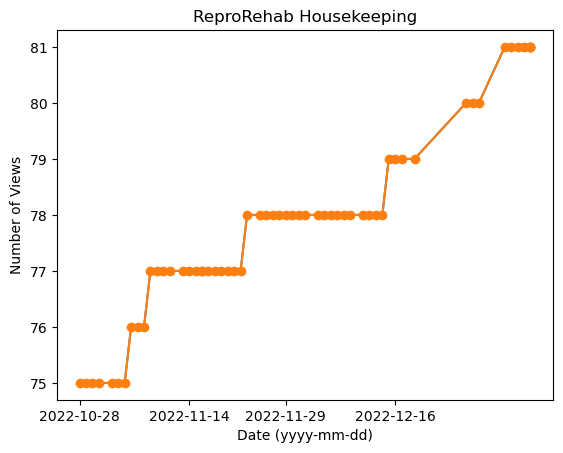 ReproRehab Housekeeping
Number of Views
81
80
79
78
77
76
75
2022-10-28 2022-11-14 2022-11-29 2022-12-16
Date (yyyy-mm-dd)